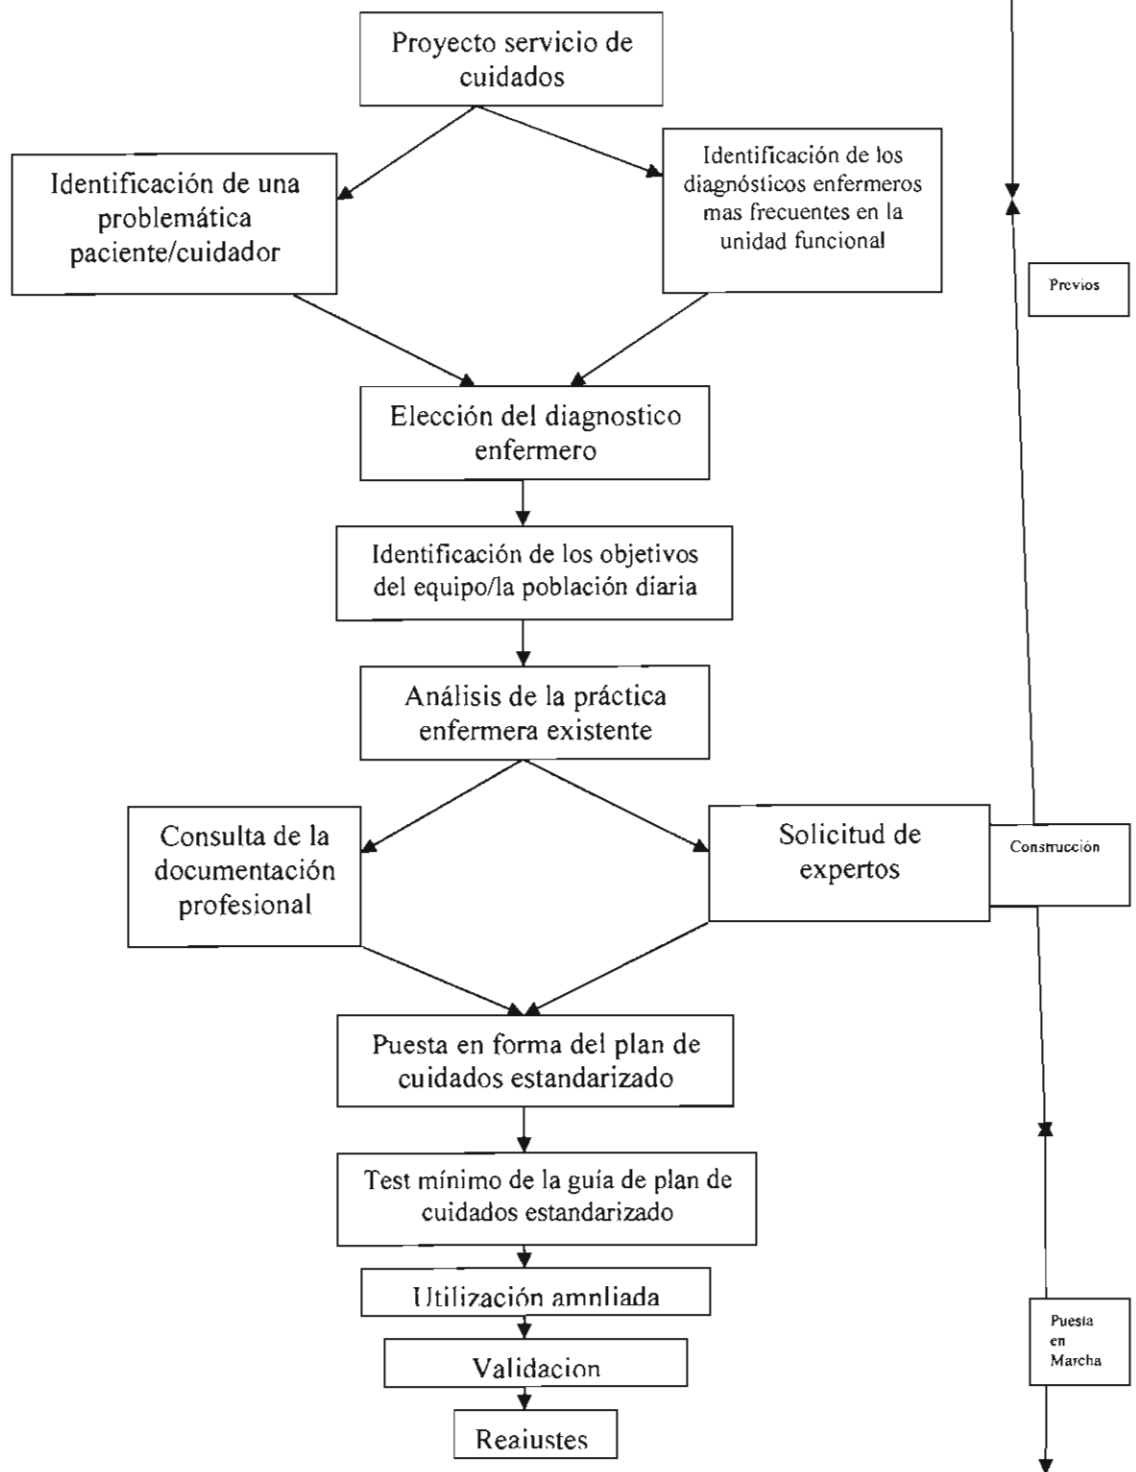 Proyecto servicio de
cuidados
Identificación de una
problemática
paciente/cuidador
Identificación de los
diagnósticos enfermeros
mas frecuentes en la
unidad funcional
Previos
Elección del diagnostico
enfermero
Identificación de los objetivos
del equipo/la población diaria
Análisis de la práctica
enfermera existente
Consulta de la
documentación
profesional
Solicitud de
expertos
Construcción
Puesta en forma del plan de
cuidados estandarizado
Test mínimo de la guía de plan de
cuidados estandarizado
Utilización amnliada
Puesta
en
Marcha
Validacion
Reaiustes